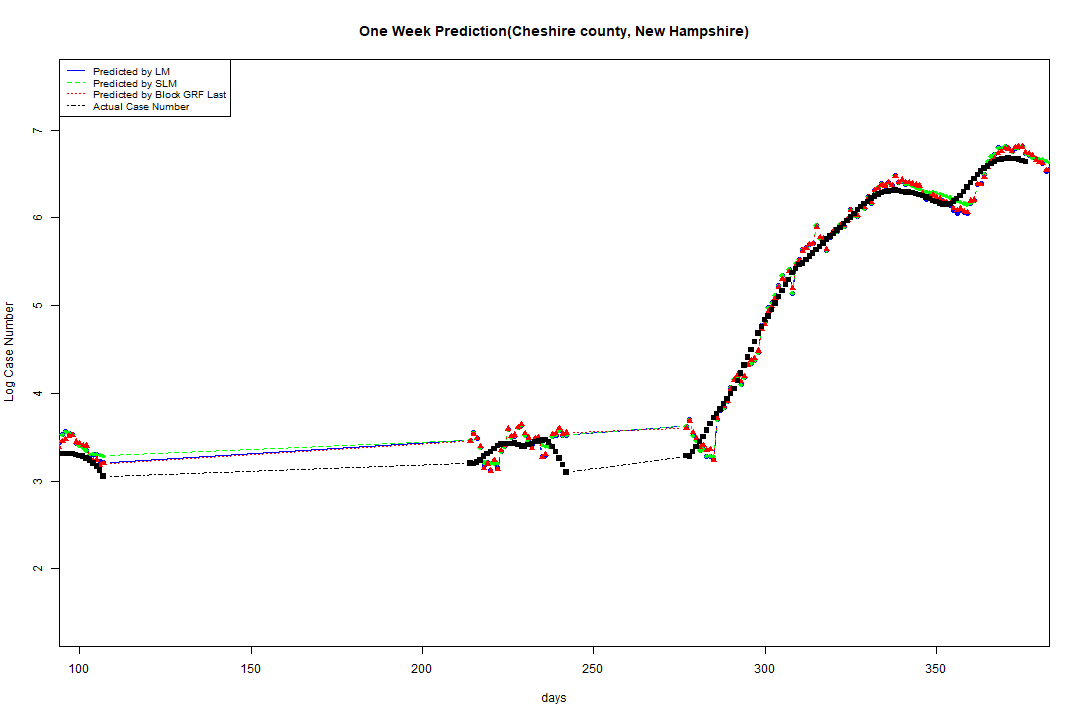 One Week Prediction(Cheshire county, New Hampshire)
Predicted by LM
Predicted by SLM
Predicted by Block GRF Last
Actual Case Number
Log Case Number
7
6
5
4
3
2
100 150 200 250 300 350
days